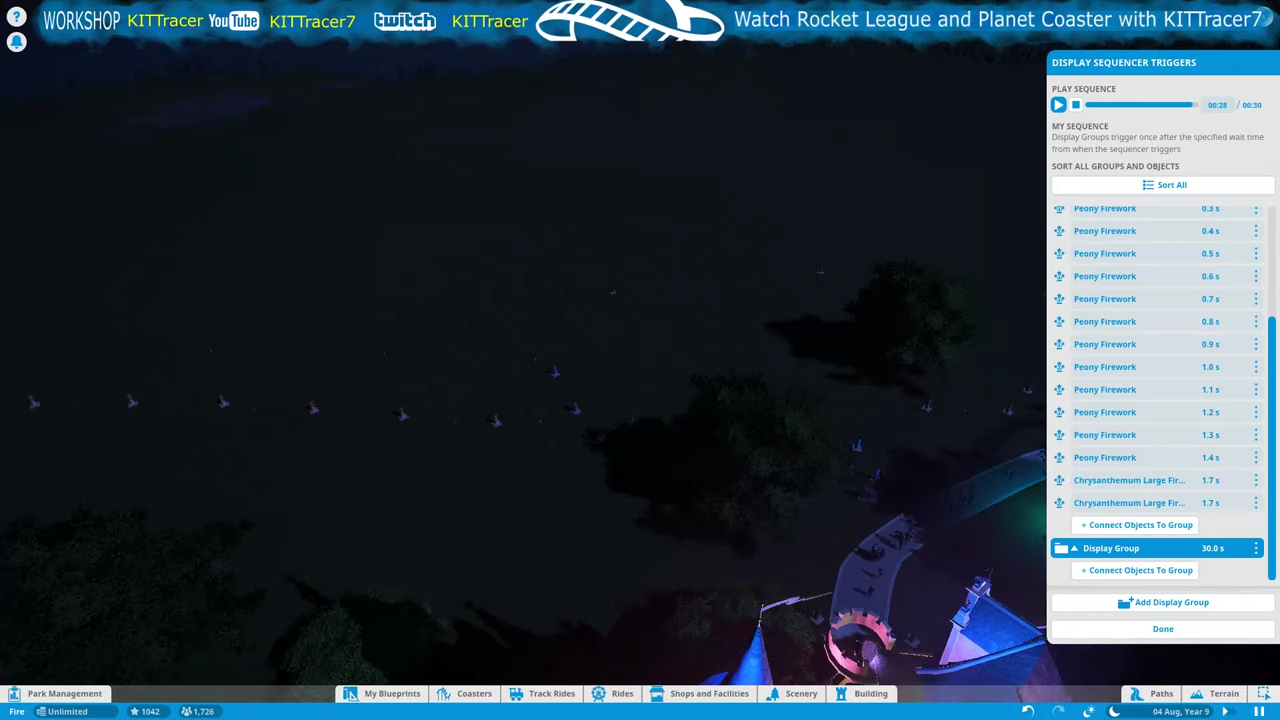 WORKSHOP KITTracer YouTube KITTracer7 twitch KITTracer Watch Rocket League and Planet Coaster with KITTracer7
?
DISPLAY SEQUENCER TRIGGERS
PLAY SEQUENCE
00:28 / 00:30
MY SEQUENCE
Display Groups trigger once after the specified wait time
from when the sequencer triggers
SORT ALL GROUPS AND OBJECTS
Sort All
Peony Firework 0.3 s
Peony Firework 0.4 s
Peony Firework 0.5 s
Peony Firework 0.6 s
Peony Firework 0.7 s
Peony Firework 0.8 s
Peony Firework 0.9 s
Peony Firework 1.0 s
Peony Firework 1.1 s
Peony Firework 1.2 s
Peony Firework 1.3 s
Peony Firework 1.4 s
Chrysanthemum Large Fir... 1.7 s
Chrysanthemum Large Fir... 1.7 s
+ Connect Objects To Group
Display Group 30.0 s
+ Connect Objects To Group
Add Display Group
Done
Park Management My Blueprints Coasters Track Rides Rides Shops and Facilities Scenery Building Paths Terrain
Fire Unlimited 1042 1,726 04 Aug, Year 9